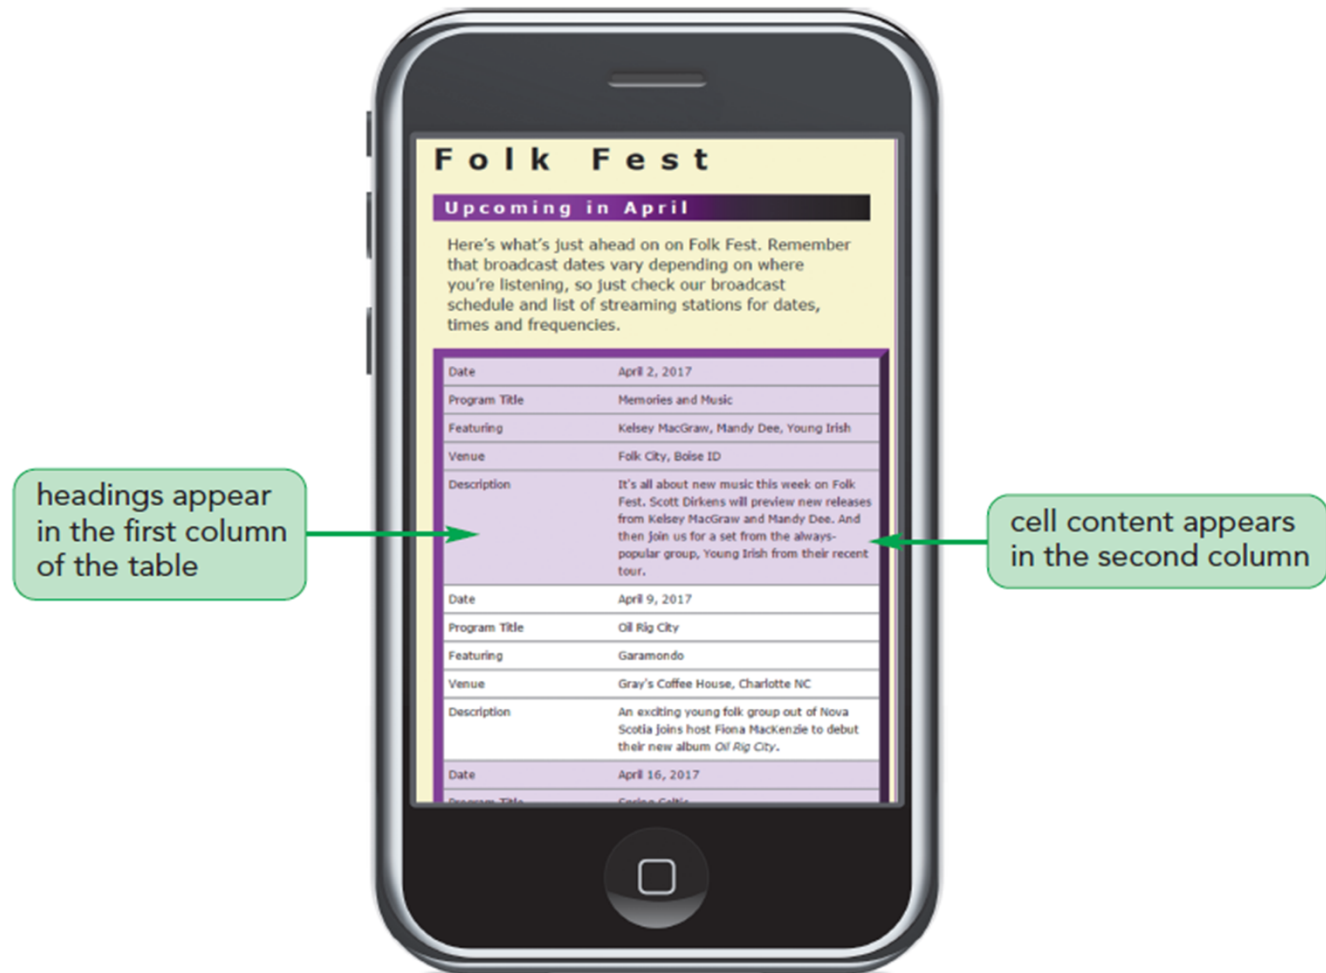 Folk Fest
Upcoming in April
Here's what's just ahead on on Folk Fest. Remember
that broadcast dates vary depending on where
you're listening, so just check our broadcast
schedule and list of streaming stations for dates,
times and frequencies.
Date April 2, 2017
Program Title Memories and Music
Featuring Kelsey MacGraw, Mandy Dee, Young Irish
Venue Folk City, Boise ID
Description It's all about new music this week on Folk
Fest. Scott Dirkens will preview new releases
from Kelsey MacGraw and Mandy Dee. And
then join us for a set from the always-
popular group, Young Irish from their recent
tour.
Date April 9, 2017
Program Title Oil Rig City
Featuring Garamondo
Venue Gray's Coffee House, Charlotte NC
Description An exciting young folk group out of Nova
Scotia joins host Fiona MacKenzie to debut
their new album Oil Rig City.
Date April 16, 2017
Program Title Spring Celtic
headings appear
in the first column
of the table
cell content appears
in the second column